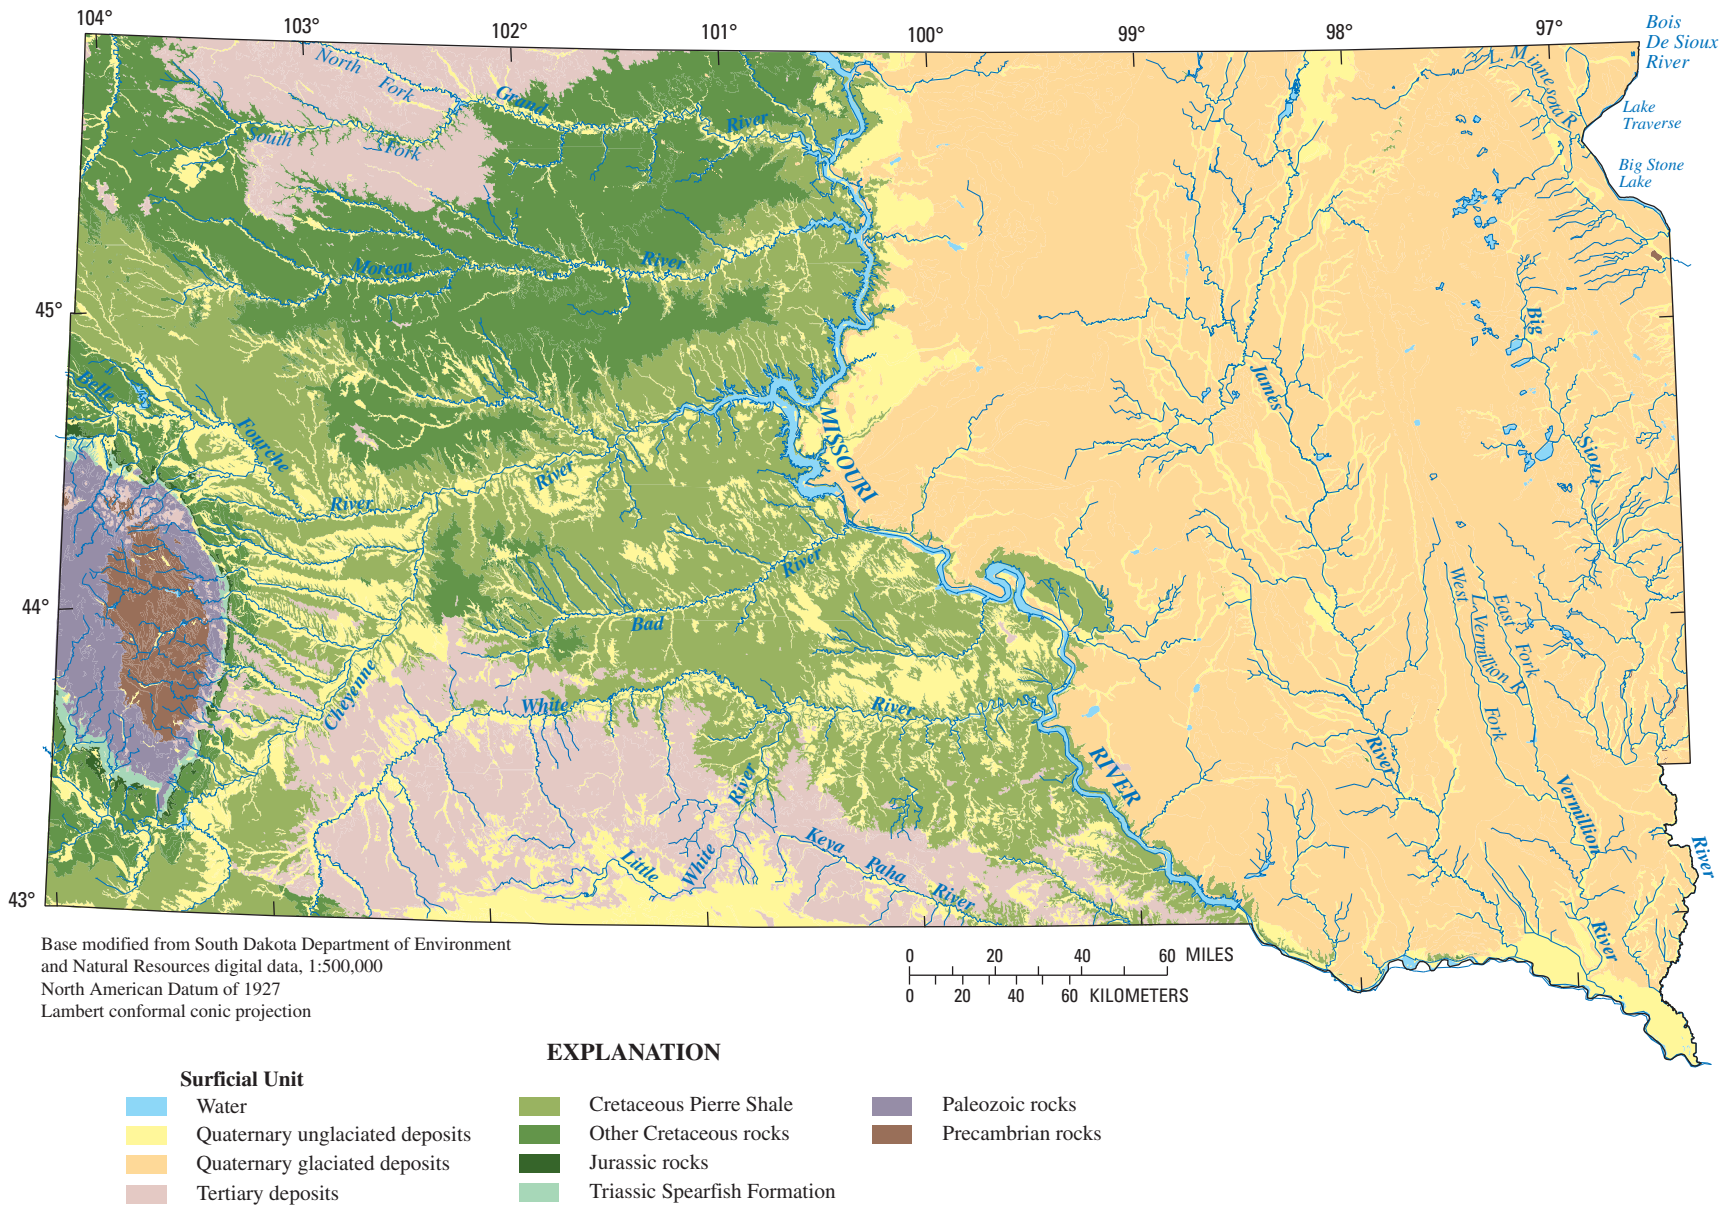 104°
103°
102°
101°
100°
99°
98°
97°
Bois
De Sioux
River
Lake
Traverse
Big Stone
Lake
L. Minnesota R.
North
Fork
Grand
River
South
Fork
Moreau
River
45°
Belle
Fourche
River
River
MISSOURI
James
Big
Sioux
44°
Bad
River
Cheyenne
White
River
West
Fork
L. Vermillion R.
East
Fork
RIVER
River
Vermillion
River
River
Little
White
River
Keya
Paha
River
43°
Base modified from South Dakota Department of Environment
and Natural Resources digital data, 1:500,000
North American Datum of 1927
Lambert conformal conic projection
0 20 40 60 MILES
0 20 40 60 KILOMETERS
EXPLANATION
Surficial Unit
Water
Quaternary unglaciated deposits
Quaternary glaciated deposits
Tertiary deposits
Cretaceous Pierre Shale
Other Cretaceous rocks
Jurassic rocks
Triassic Spearfish Formation
Paleozoic rocks
Precambrian rocks